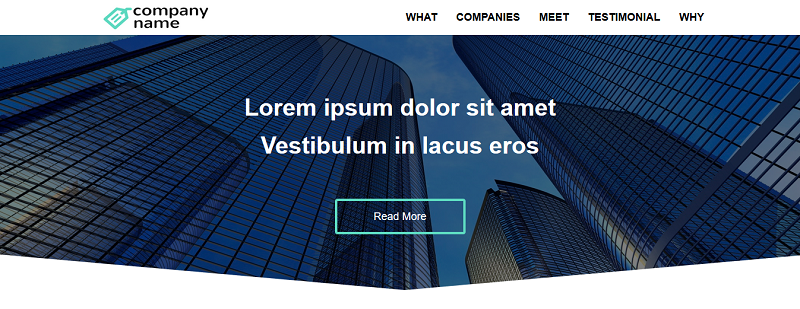 company
name
WHAT COMPANIES MEET TESTIMONIAL WHY
Lorem ipsum dolor sit amet
Vestibulum in lacus eros
Read More